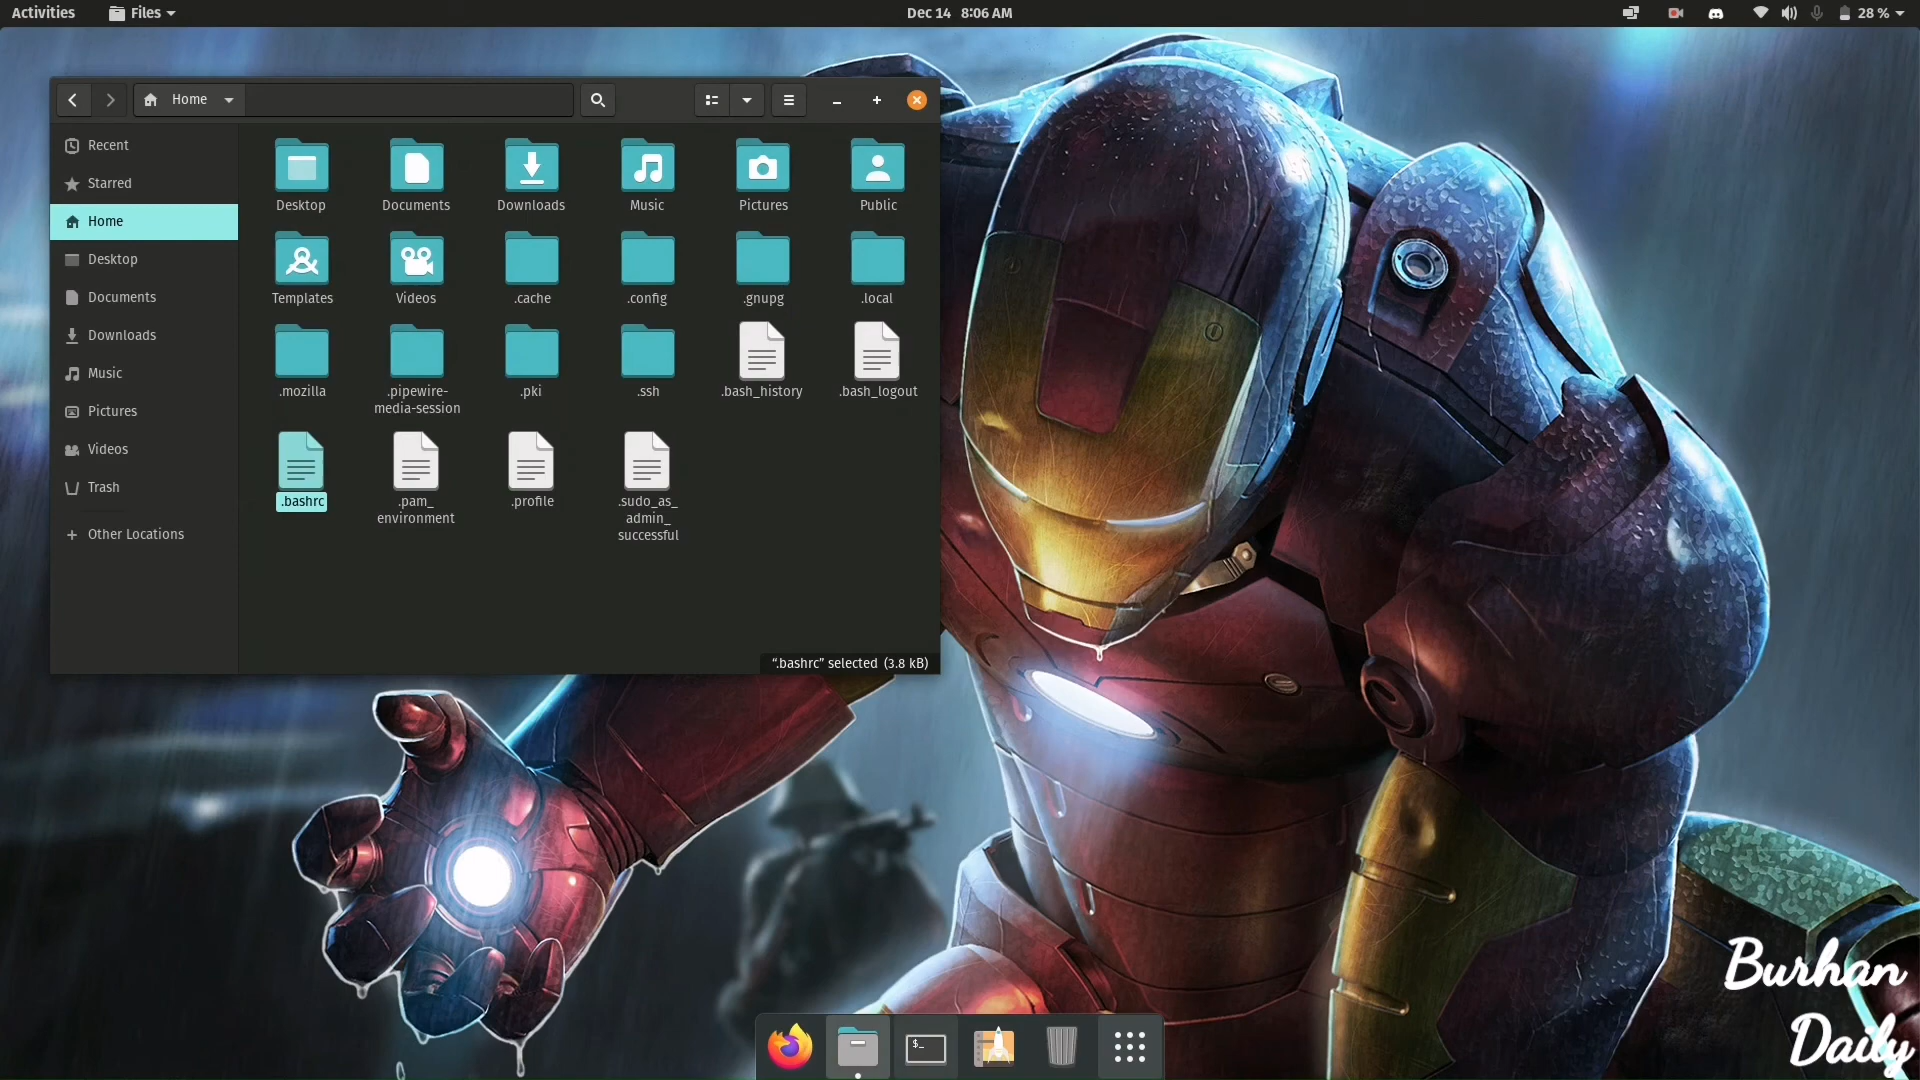 Activities Files Dec 14 8:06 AM 28 %
Home
Recent
Starred
Home
Desktop
Documents
Downloads
Music
Pictures
Videos
Trash
Other Locations
Desktop Documents Downloads Music Pictures Public
Templates Videos .cache .config .gnupg .local
.mozilla .pipewire- .pki .ssh .bash_history .bash_logout
media-session
.bashrc .pam_ .profile .sudo_as_
environment admin_
successful
“.bashrc” selected (3.8 kB)
$_
Burhan
Daily